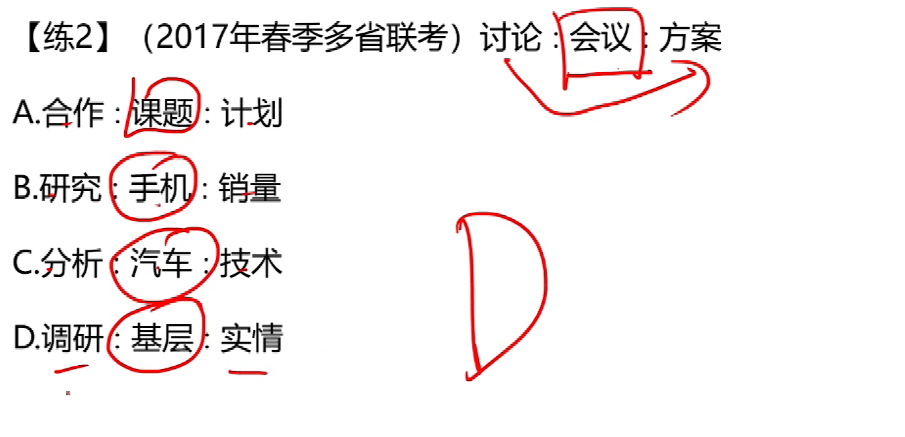 【练2】（2017年春季多省联考）讨论：会议：方案
A.合作：课题：计划
B.研究：手机：销量
C.分析：汽车：技术
D.调研：基层：实情
D